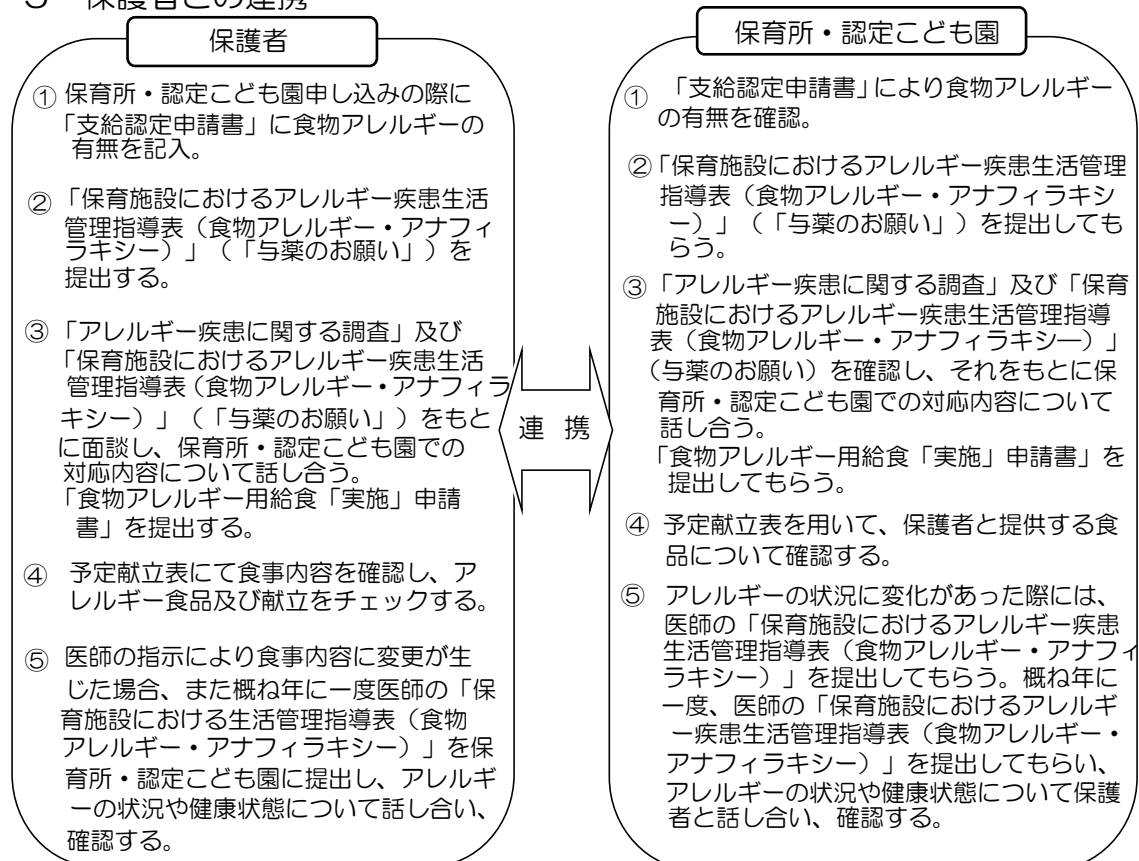 3 保護者との連携
保護者
① 保育所・認定こども園申し込みの際に
「支給認定申請書」に食物アレルギーの
有無を記入。
② 「保育施設におけるアレルギー疾患生活
管理指導表（食物アレルギー・アナフィ
ラキシー）」（「与薬のお願い」）を
提出する。
③ 「アレルギー疾患に関する調査」及び
「保育施設におけるアレルギー疾患生活
管理指導表（食物アレルギー・アナフィラ
キシー）」（「与薬のお願い」）をもと
に面談し、保育所・認定こども園での
対応内容について話し合う。
「食物アレルギー用給食「実施」申請
書」を提出する。
④ 予定献立表にて食事内容を確認し、ア
レルギー食品及び献立をチェックする。
⑤ 医師の指示により食事内容に変更が生
じた場合、また概ね年に一度医師の「保
育施設における生活管理指導表（食物
アレルギー・アナフィラキシー）」を保
育所・認定こども園に提出し、アレルギ
ーの状況や健康状態について話し合い、
確認する。
連 携
保育所・認定こども園
① 「支給認定申請書」により食物アレルギー
の有無を確認。
② 「保育施設におけるアレルギー疾患生活管理
指導表（食物アレルギー・アナフィラキシ
ー）」（「与薬のお願い」）を提出しても
らう。
③ 「アレルギー疾患に関する調査」及び「保育
施設におけるアレルギー疾患生活管理指導
表（食物アレルギー・アナフィラキシー）」
（与薬のお願い）を確認し、それをもとに保
育所・認定こども園での対応内容について
話し合う。
「食物アレルギー用給食「実施」申請書」を
提出してもらう。
④ 予定献立表を用いて、保護者と提供する食
品について確認する。
⑤ アレルギーの状況に変化があった際には、
医師の「保育施設におけるアレルギー疾患
生活管理指導表（食物アレルギー・アナフィ
ラキシー）」を提出してもらう。概ね年に
一度、医師の「保育施設におけるアレルギ
ー疾患生活管理指導表（食物アレルギー・
アナフィラキシー）」を提出してもらい、
アレルギーの状況や健康状態について保護
者と話し合い、確認する。